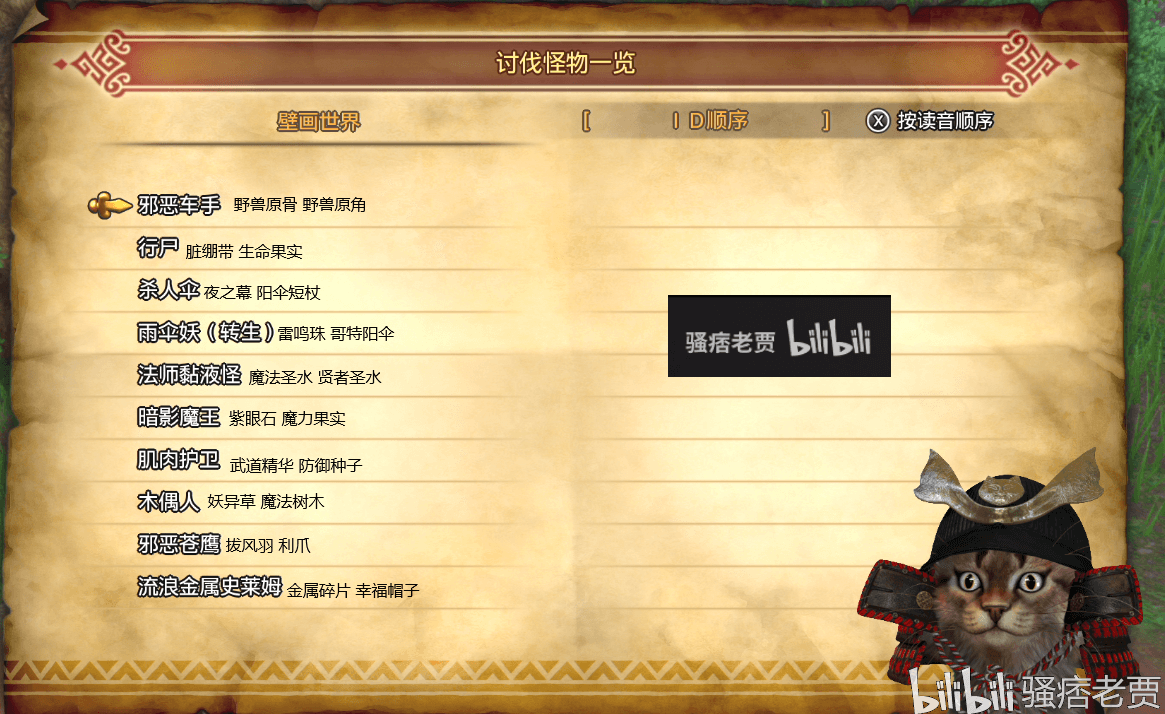 讨伐怪物一览
壁画世界 [ ID顺序 ] X 按读音顺序
邪恶车手 野兽原骨 野兽原角
行尸 脏绷带 生命果实
杀人伞 夜之幕 阳伞短杖
雨伞妖（转生）雷鸣珠 哥特阳伞
法师黏液怪 魔法圣水 贤者圣水
暗影魔王 紫眼石 魔力果实
肌肉护卫 武道精华 防御种子
木偶人 妖异草 魔法树木
邪恶苍鹰 拔风羽 利爪
流浪金属史莱姆 金属碎片 幸福帽子
骚痞老贾 bilibili
bilibili 骚痞老贾